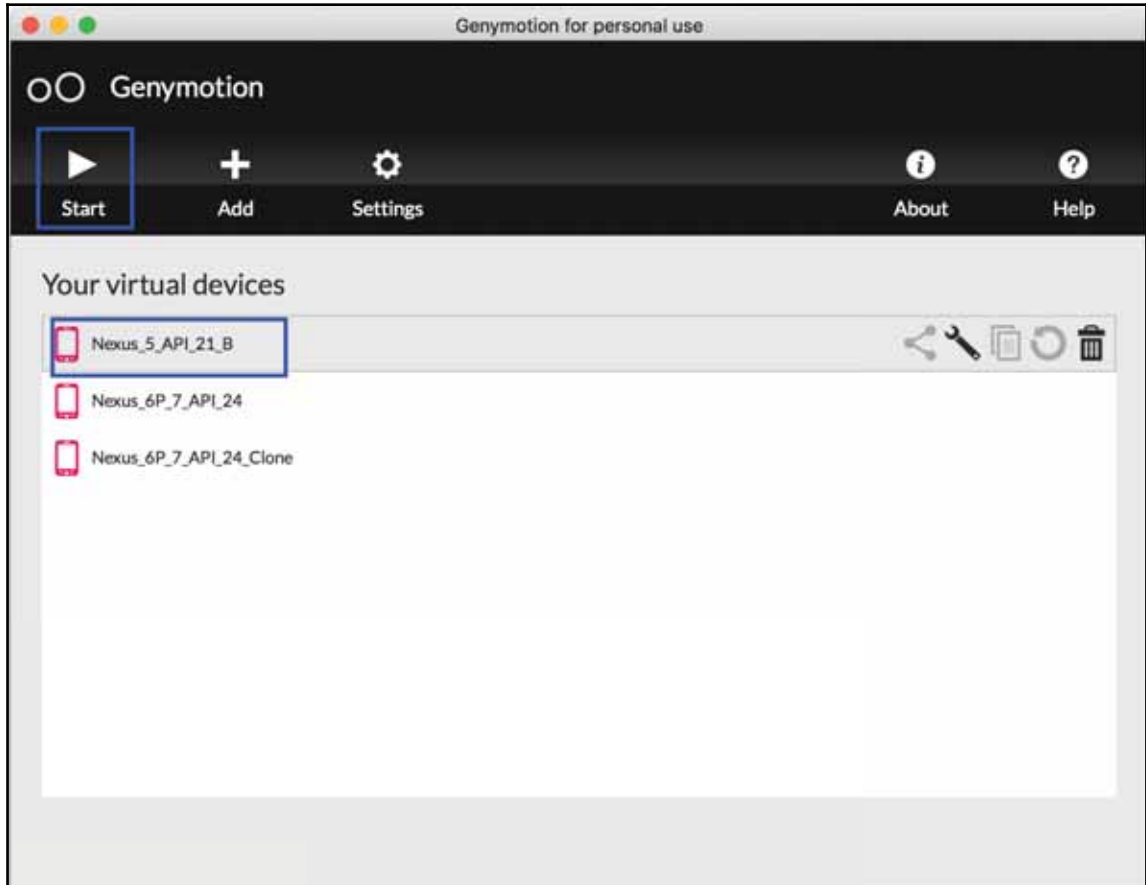 Genymotion for personal use
Genymotion
Start Add Settings About Help
Your virtual devices
Nexus_5_API_21_B
Nexus_6P_7_API_24
Nexus_6P_7_API_24_Clone